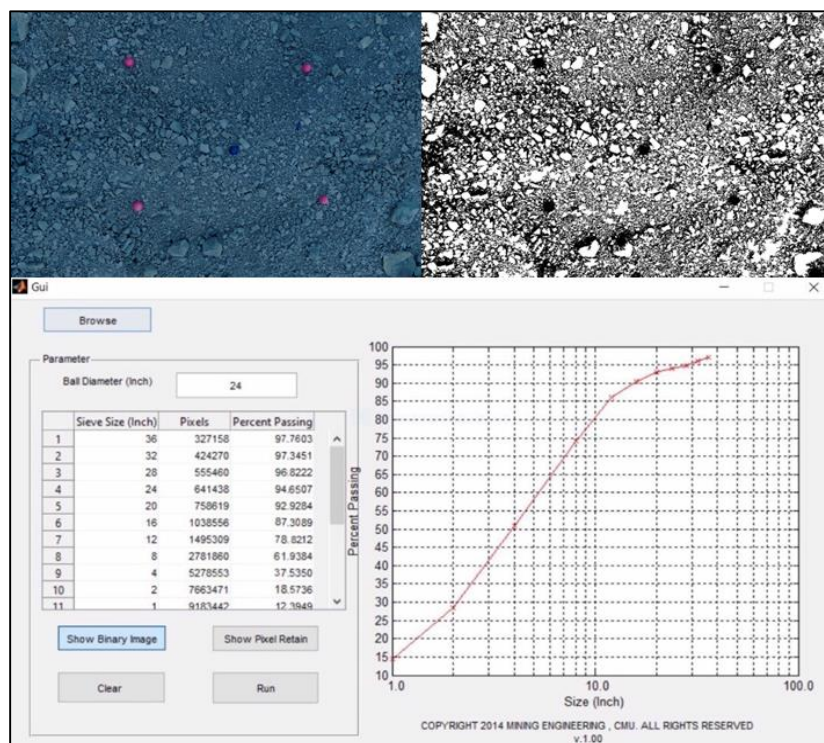 Gui
Browse
Parameter
Ball Diameter (Inch) 24
Sieve Size (Inch) Pixels Percent Passing
1 36 327158 97.7603
2 32 424270 97.3451
3 28 555460 96.8222
4 24 641438 94.6507
5 20 758619 92.9284
6 16 1038556 87.3089
7 12 1495309 78.8212
8 8 2781860 61.9384
9 4 5278553 37.5350
10 2 7663471 18.5736
11 1 9183442 12.3949
Show Binary Image Show Pixel Retain
Clear Run
Percent Passing
100
95
90
85
80
75
70
65
60
55
50
45
40
35
30
25
20
15
10
1.0 10.0 100.0
Size (Inch)
COPYRIGHT 2014 MINING ENGINEERING , CMU. ALL RIGHTS RESERVED
v.1.00